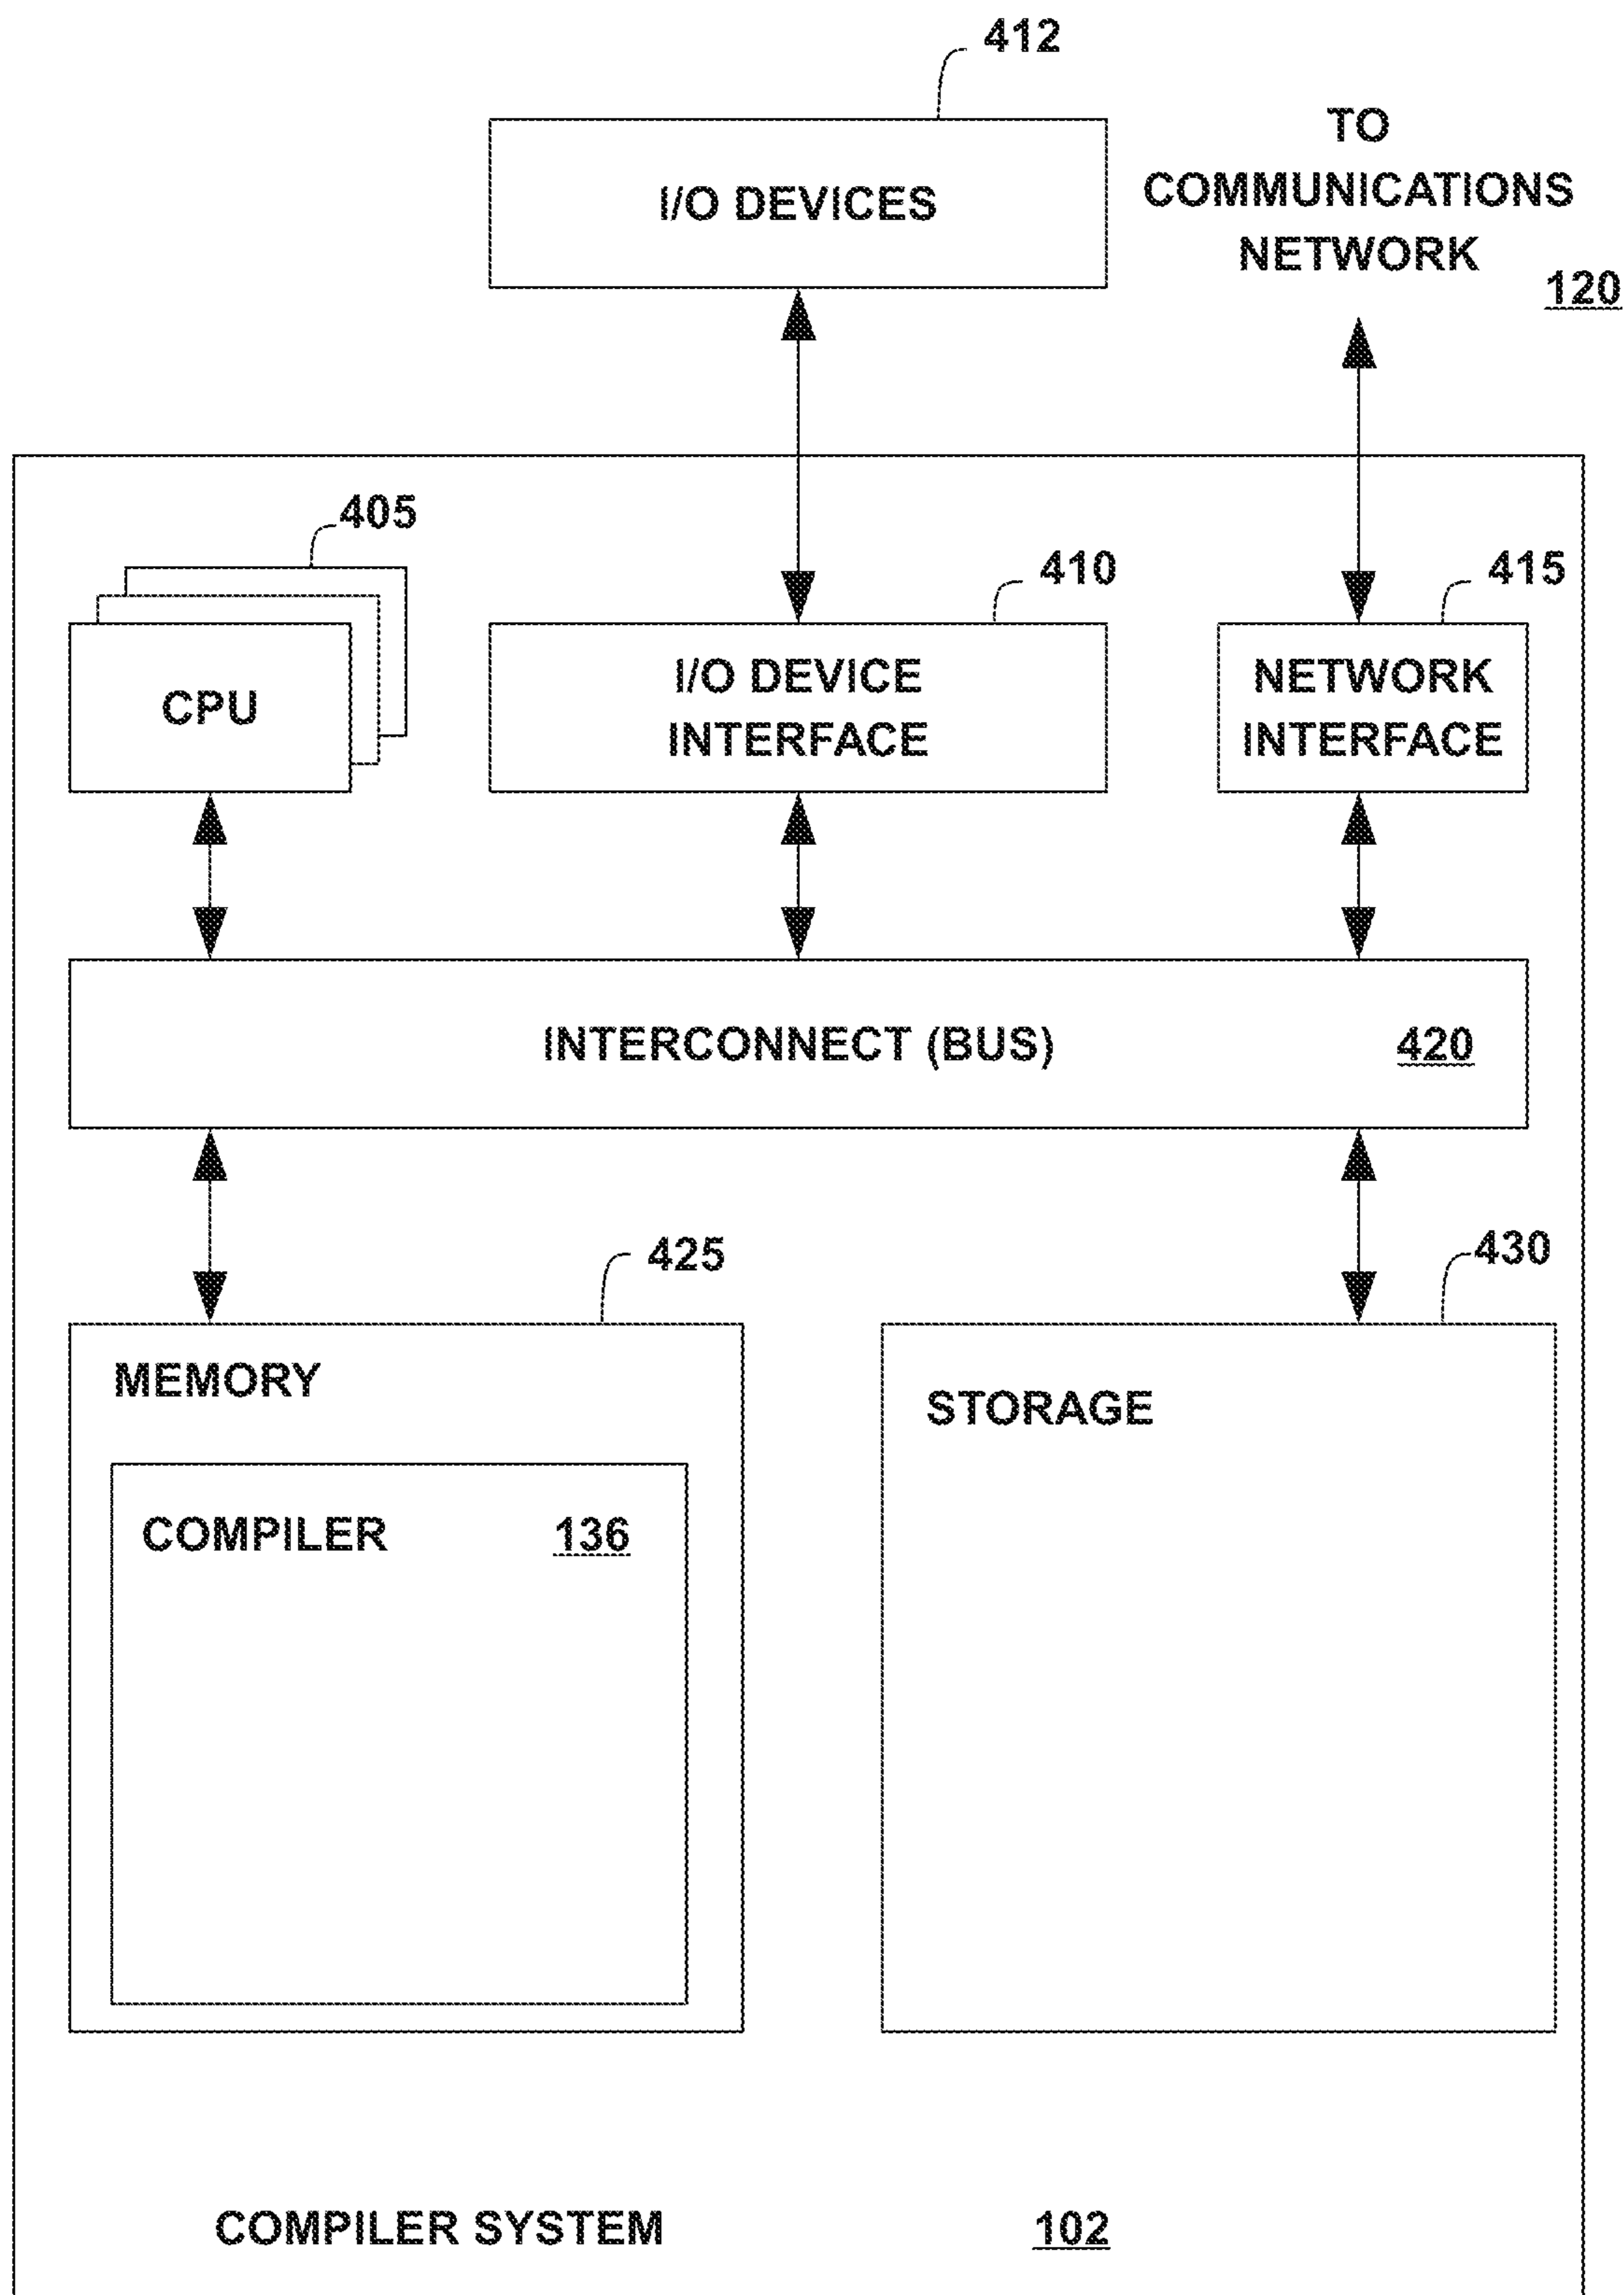 412
I/O DEVICES
TO
COMMUNICATIONS
NETWORK
120
405
410
415
CPU
I/O DEVICE
INTERFACE
NETWORK
INTERFACE
INTERCONNECT (BUS)
420
425
430
MEMORY
STORAGE
COMPILER
136
COMPILER SYSTEM
102